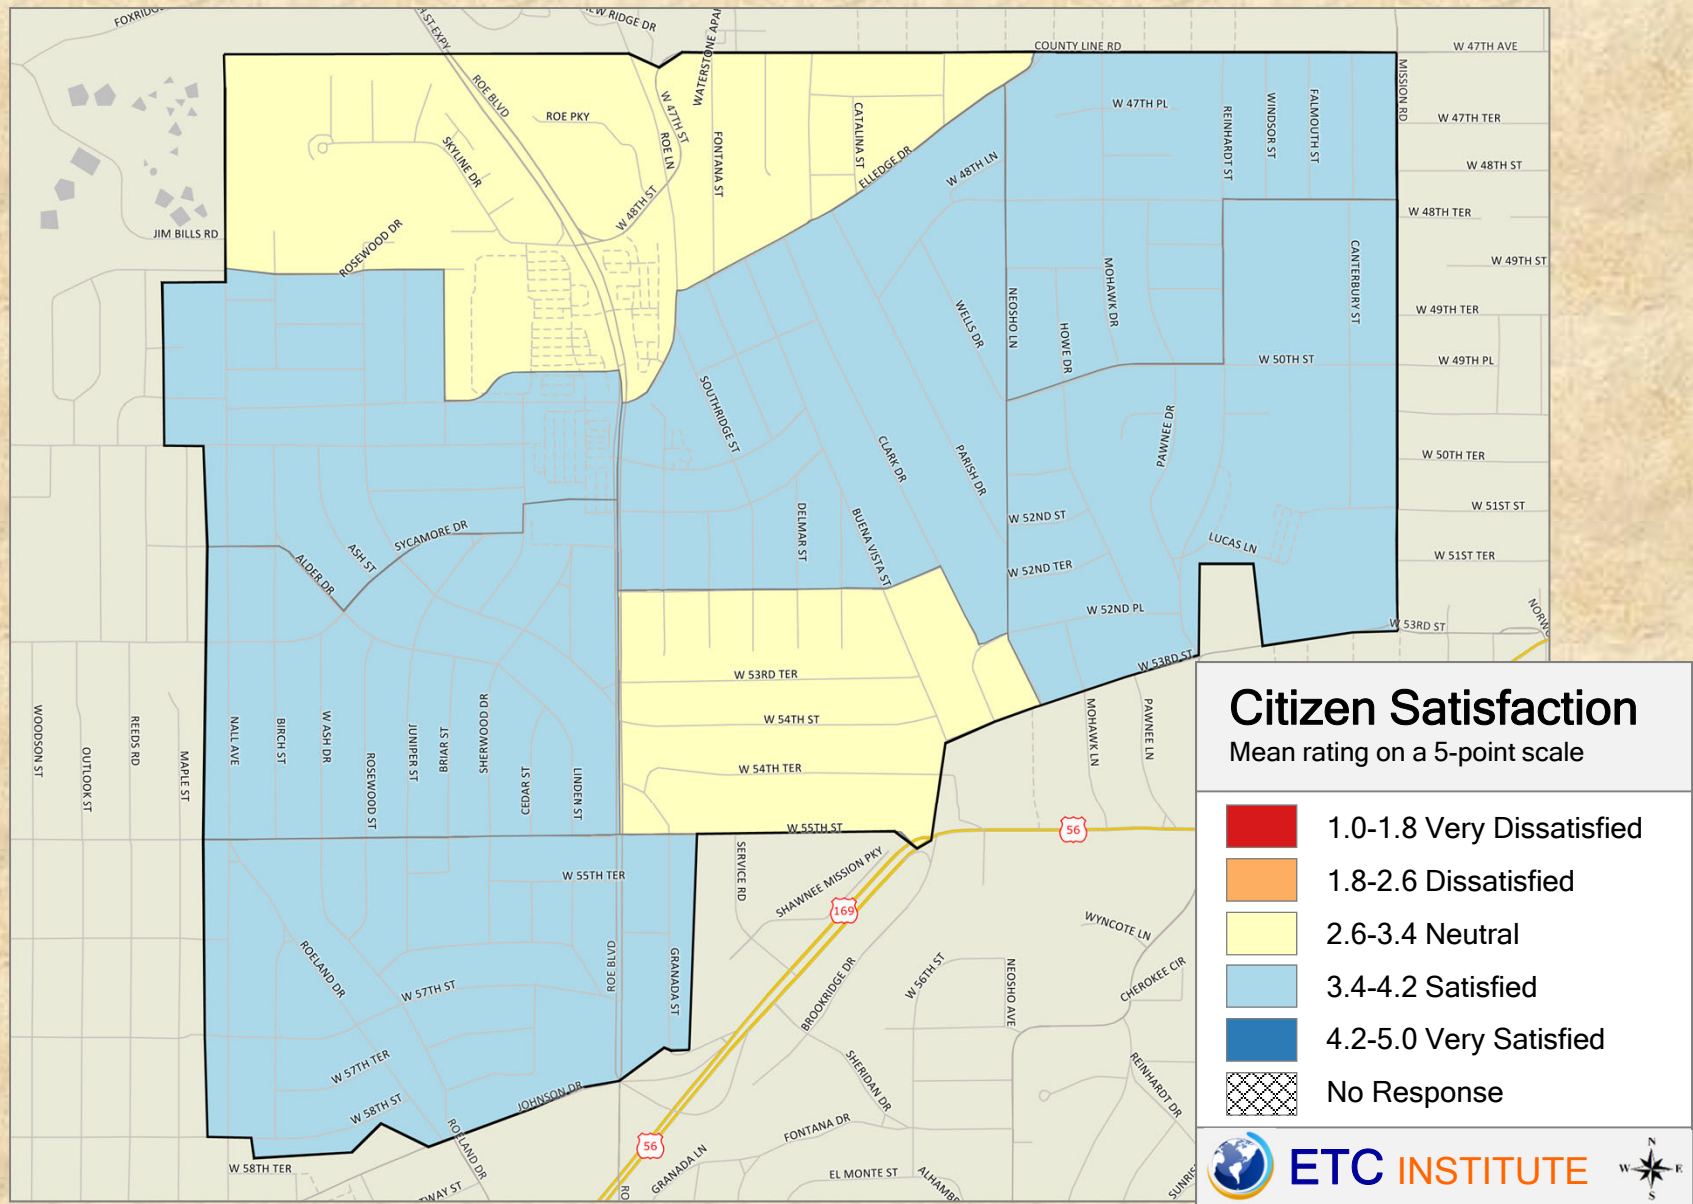 NEW RIDGE DR
COUNTY LINE RD
W 47TH AVE
ROE BLVD
WATERSTONE
MISSION RD
W 47TH PL
ROE PKY
W 47TH ST
CATALINA ST
REINHARDT ST
WINDSOR ST
FALMOUTH ST
W 47TH TER
SKYLINE DR
ROE LN
FONTANA ST
ELLEDGE DR
W 48TH LN
W 48TH ST
W 48TH ST
W 48TH TER
JIM BILLS RD
ROSEWOOD DR
W 49TH ST
MOHAWK DR
CANTERBURY ST
NEOSHO LN
WELLS DR
HOWE DR
W 49TH TER
W 50TH ST
W 49TH PL
SOUTHRIDGE ST
CLARK DR
PARISH DR
PAWNEE DR
W 50TH TER
DELMAR ST
BUENA VISTA ST
W 52ND ST
W 51ST ST
SYCAMORE DR
ALDER DR
ASH ST
LUCAS LN
W 51ST TER
W 52ND TER
W 52ND PL
W 53RD ST
W 53RD ST
W 53RD TER
W 54TH ST
W 54TH TER
W 55TH ST
WOODSON ST
OUTLOOK ST
REEDS RD
MAPLE ST
NALL AVE
BIRCH ST
W ASH DR
ROSEWOOD ST
JUNIPER ST
BRIAR ST
SHERWOOD DR
CEDAR ST
LINDEN ST
MOHAWK LN
PAWNEE LN
56
SERVICE RD
SHAWNEE MISSION PKY
169
W 55TH TER
ROELAND DR
ROE BLVD
GRANADA ST
W 57TH ST
BROOKRIDGE DR
W 56TH ST
NEOSHO AVE
WYNCOTE LN
CHEROKEE CIR
W 57TH TER
W 58TH ST
JOHNSON DR
ROELAND DR
SHERIDAN DR
REINHARDT DR
W 58TH TER
56
GRANADA LN
FONTANA DR
EL MONTE ST
Citizen Satisfaction
Mean rating on a 5-point scale
1.0-1.8 Very Dissatisfied
1.8-2.6 Dissatisfied
2.6-3.4 Neutral
3.4-4.2 Satisfied
4.2-5.0 Very Satisfied
No Response
ETC INSTITUTE
N
W E
S